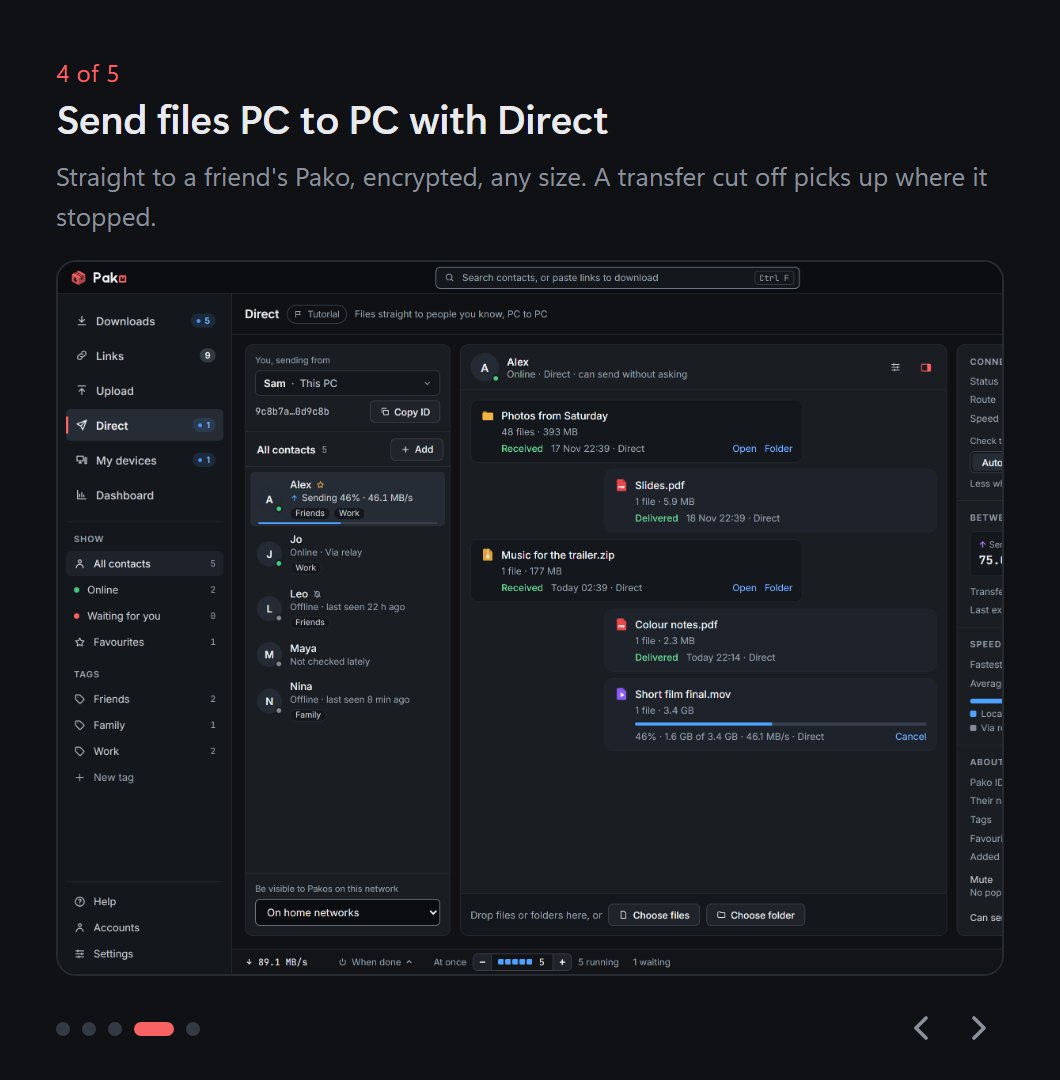 4 of 5
Send files PC to PC with Direct
Straight to a friend's Pako, encrypted, any size. A transfer cut off picks up where it
stopped.
Pako
Search contacts, or paste links to download
Ctrl F
Downloads
5
Links
9
Upload
Direct
1
My devices
1
Dashboard
SHOW
All contacts
5
Online
2
Waiting for you
0
Favourites
1
TAGS
Friends
2
Family
1
Work
2
New tag
Help
Accounts
Settings
Direct
Tutorial
Files straight to people you know, PC to PC
You, sending from
Sam · This PC
9c8b7a…0d9c8b
Copy ID
All contacts 5
+ Add
A
Alex
↑ Sending 46% · 46.1 MB/s
Friends
Work
J
Jo
Online · Via relay
Work
L
Leo
Offline · last seen 22 h ago
Friends
M
Maya
Not checked lately
N
Nina
Offline · last seen 8 min ago
Family
Be visible to Pakos on this network
On home networks
A
Alex
Online · Direct · can send without asking
Photos from Saturday
48 files · 393 MB
Received 17 Nov 22:39 · Direct
Open
Folder
Slides.pdf
1 file · 5.9 MB
Delivered 18 Nov 22:39 · Direct
Music for the trailer.zip
1 file · 177 MB
Received Today 02:39 · Direct
Open
Folder
Colour notes.pdf
1 file · 2.3 MB
Delivered Today 22:14 · Direct
Short film final.mov
1 file · 3.4 GB
46% · 1.6 GB of 3.4 GB · 46.1 MB/s · Direct
Cancel
Drop files or folders here, or
Choose files
Choose folder
Status
Route
Speed
Check
Auto
Less
SPEED
Fastest
Via
ABOUT
Pako
Tags
Added
Mute
No
Can
↓ 89.1 MB/s
When done
At once
−
5
+
5 running
1 waiting